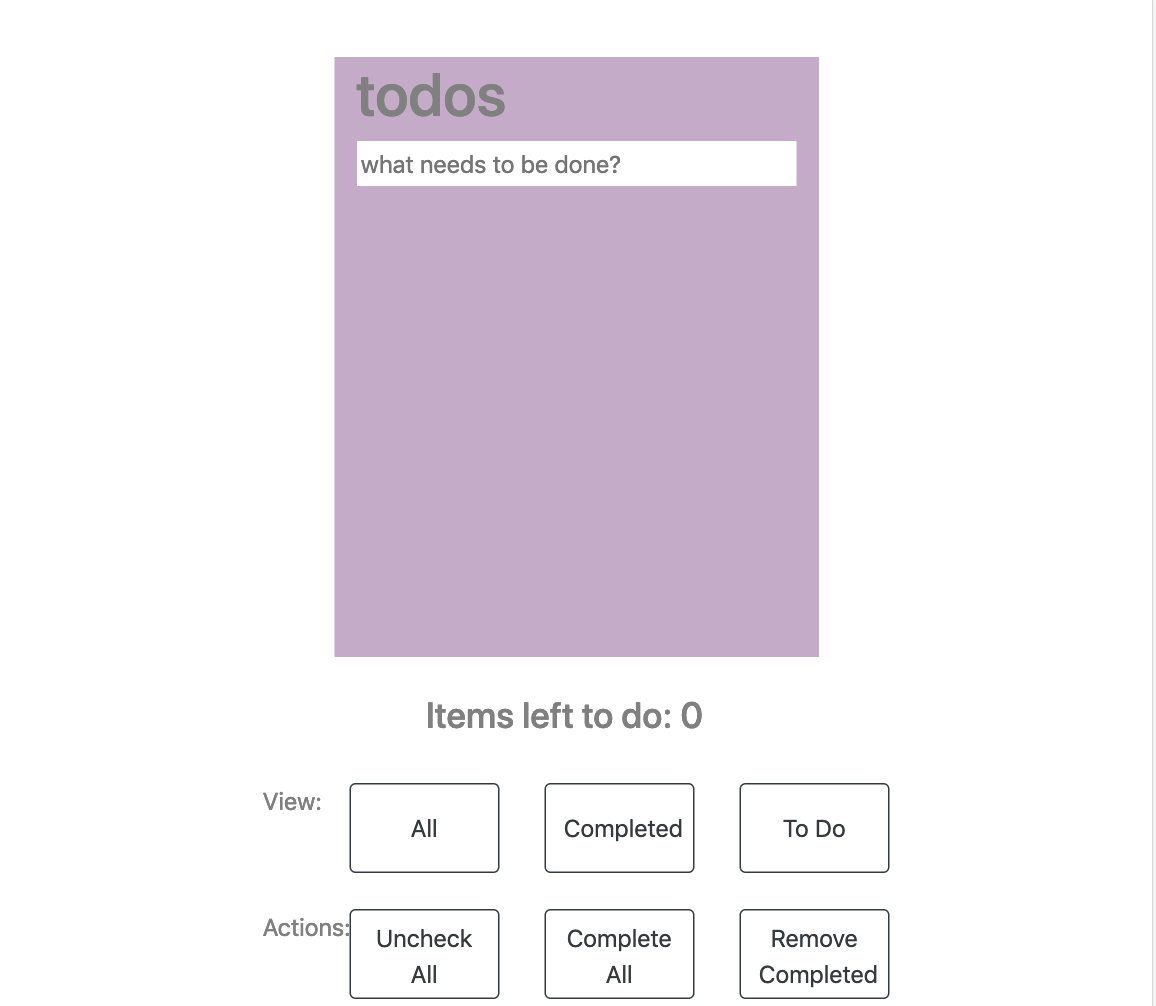 todos
what needs to be done?
Items left to do: 0
View:
All
Completed
To Do
Actions:
Uncheck
All
Complete
All
Remove
Completed